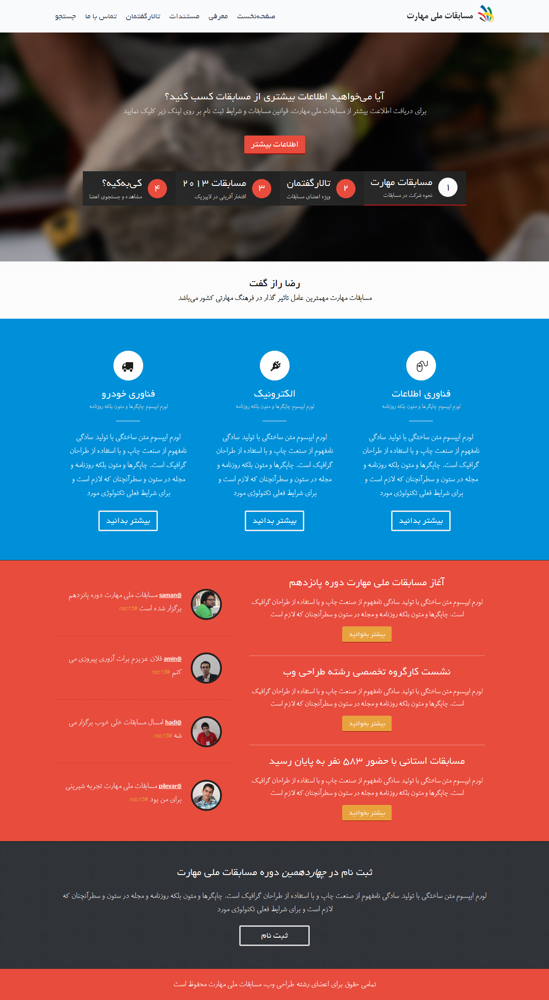 مسابقات ملی مهارت
صفحه‌نخست
معرفی
مستندات
تالارگفتمان
تماس با ما
جستجو
آیا می‌خواهید اطلاعات بیشتری از مسابقات کسب کنید؟
برای دریافت اطلاعت بیشتر از مسابقات ملی مهارت، قوانین مسابقات و شرایط ثبت نام بر روی لینک زیر کلیک نمایید
اطلاعات بیشتر
۱
مسابقات مهارت
نحوه شرکت در مسابقات
۲
تالارگفتمان
ویژه اعضای مسابقات
۳
مسابقات ۲۰۱۳
افتخار آفرینی در لایپزیک
۴
کی‌به‌کیه؟
مشاهده و جستجوی اعضا
رضا راز گفت
مسابقات مهارت مهمترین عامل تاثیر گذار در فرهنگ مهارتی کشور می‌باشد
فناوری اطلاعات
لورم ایپسوم چاپگرها و متون بلکه روزنامه
لورم ایپسوم متن ساختگی با تولید سادگی
نامفهوم از صنعت چاپ و با استفاده از طراحان
گرافیک است. چاپگرها و متون بلکه روزنامه و
مجله در ستون و سطرآنچنان که لازم است و
برای شرایط فعلی تکنولوژی مورد
بیشتر بدانید
الکترونیک
لورم ایپسوم چاپگرها و متون بلکه روزنامه
لورم ایپسوم متن ساختگی با تولید سادگی
نامفهوم از صنعت چاپ و با استفاده از طراحان
گرافیک است. چاپگرها و متون بلکه روزنامه و
مجله در ستون و سطرآنچنان که لازم است و
برای شرایط فعلی تکنولوژی مورد
بیشتر بدانید
فناوری خودرو
لورم ایپسوم چاپگرها و متون بلکه روزنامه
لورم ایپسوم متن ساختگی با تولید سادگی
نامفهوم از صنعت چاپ و با استفاده از طراحان
گرافیک است. چاپگرها و متون بلکه روزنامه و
مجله در ستون و سطرآنچنان که لازم است و
برای شرایط فعلی تکنولوژی مورد
بیشتر بدانید
آغاز مسابقات ملی مهارت دوره پانزدهم
لورم ایپسوم متن ساختگی با تولید سادگی نامفهوم از صنعت چاپ و با استفاده از طراحان گرافیک
است. چاپگرها و متون بلکه روزنامه و مجله در ستون و سطرآنچنان که لازم است
بیشتر بخوانید
نشست کارگروه تخصصی رشته طراحی وب
لورم ایپسوم متن ساختگی با تولید سادگی نامفهوم از صنعت چاپ و با استفاده از طراحان گرافیک
است. چاپگرها و متون بلکه روزنامه و مجله در ستون و سطرآنچنان که لازم است
بیشتر بخوانید
مسابقات استانی با حضور ۵۸۳ نفر به پایان رسید
لورم ایپسوم متن ساختگی با تولید سادگی نامفهوم از صنعت چاپ و با استفاده از طراحان گرافیک
است. چاپگرها و متون بلکه روزنامه و مجله در ستون و سطرآنچنان که لازم است
بیشتر بخوانید
@saman مسابقات ملی مهارت دوره پانزدهم
برگزار شده است #nsc15
@amin فلان عزیزم برات آزوری پیروزی می
کنم #nsc15
@hadi امسال مسابقات خلی خوب برگزار می
شه #nsc15
@pilevar مسابقات ملی مهارت تجربه شیرینی
برای من بود #nsc15
ثبت نام در چهاردهمین دوره مسابقات ملی مهارت
لورم ایپسوم متن ساختگی با تولید سادگی نامفهوم از صنعت چاپ و با استفاده از طراحان گرافیک است. چاپگرها و متون بلکه روزنامه و مجله در ستون و سطرآنچنان که
لازم است و برای شرایط فعلی تکنولوژی مورد
ثبت نام
تمامی حقوق برای اعضای رشته طراحی وب، مسابقات ملی مهارت محفوظ است